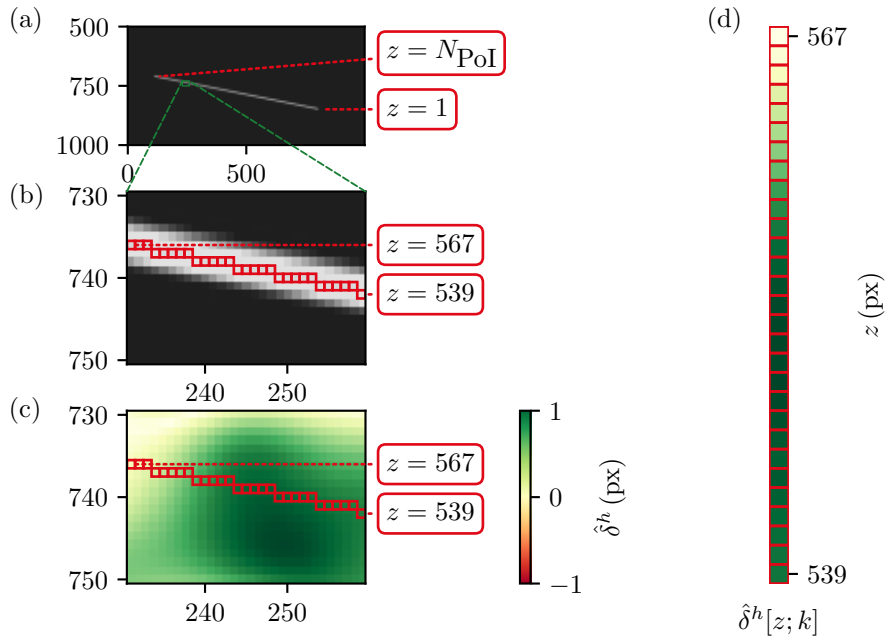 (a)
500
750
1000
0
500
z = N_PoI
z = 1
(b)
730
740
750
240
250
z = 567
z = 539
(c)
730
740
750
240
250
z = 567
z = 539
1
0
−1
δ̂^h (px)
(d)
567
539
z (px)
δ̂^h[z; k]